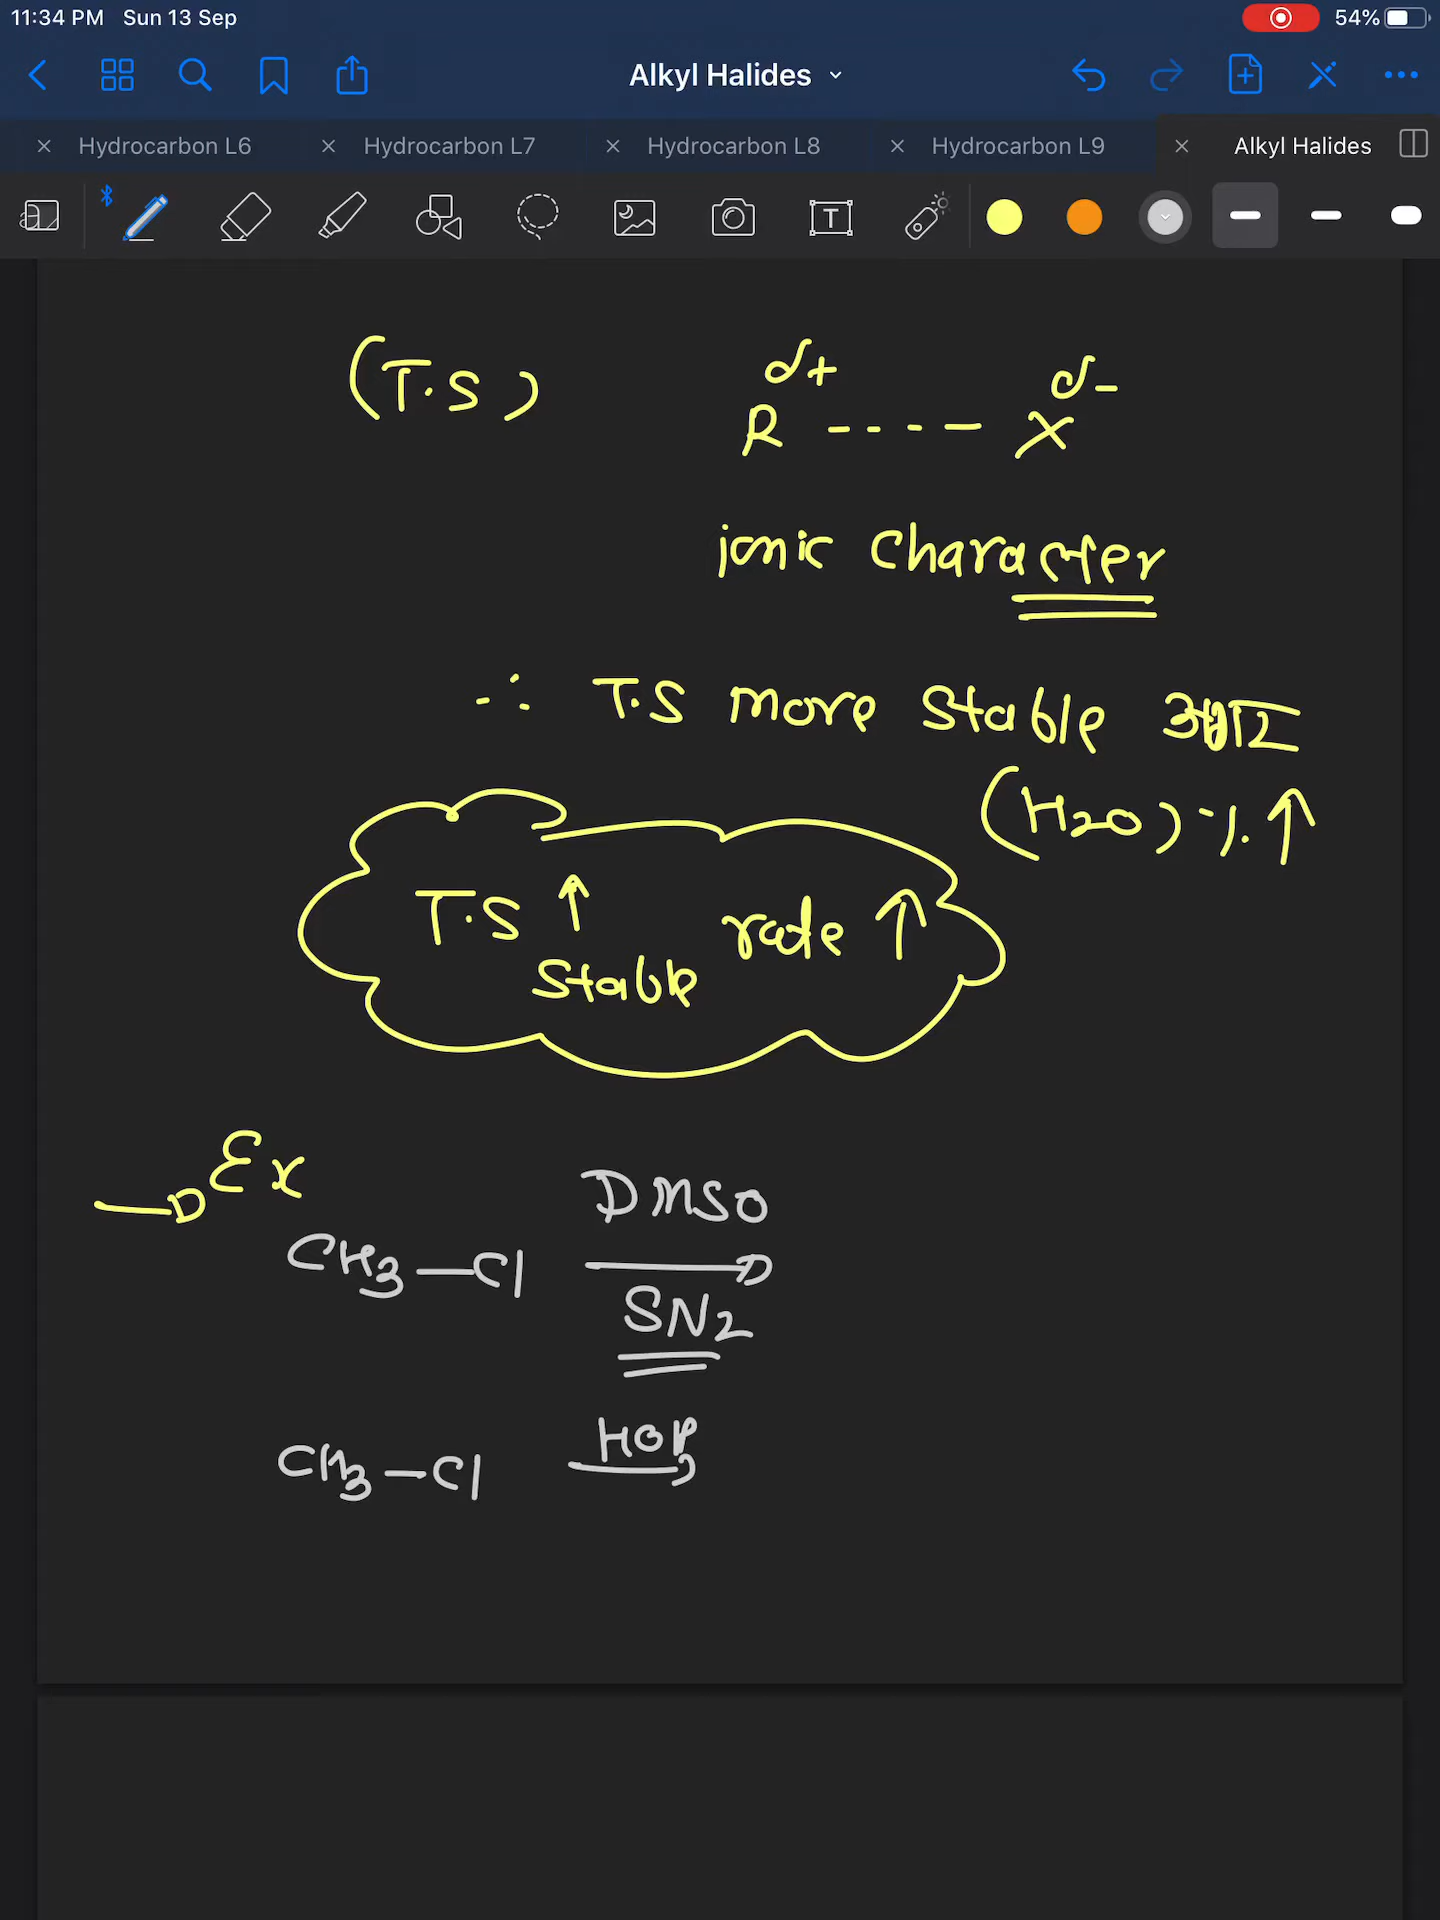 11:34 PM Sun 13 Sep 54%
Alkyl Halides
Hydrocarbon L6 Hydrocarbon L7 Hydrocarbon L8 Hydrocarbon L9 Alkyl Halides
(T.S) δ+ δ-
R ---- X
ionic character
∴ T.S more stable
(H2O) % ↑
T.S ↑ rate ↑
stable
Ex
DMSO
CH3-Cl →
SN2
CH3-Cl